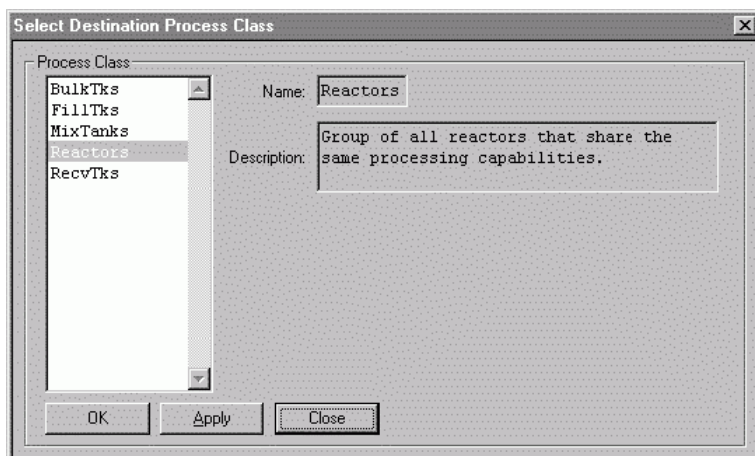 Select Destination Process Class
Process Class
BulkTks
FillTks
MixTanks
Reactors
RecvTks
Name: Reactors
Description: Group of all reactors that share the
same processing capabilities.
OK Apply Close